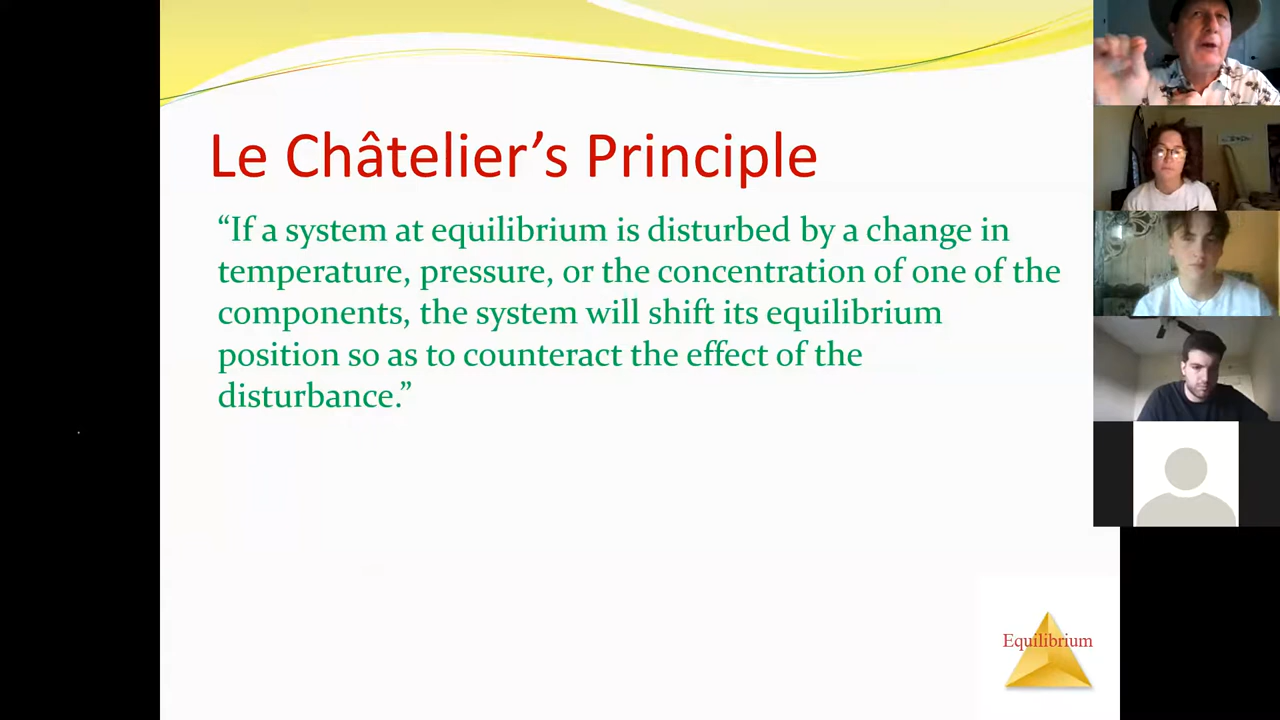 Le Châtelier’s Principle
“If a system at equilibrium is disturbed by a change in
temperature, pressure, or the concentration of one of the
components, the system will shift its equilibrium
position so as to counteract the effect of the
disturbance.”
Equilibrium